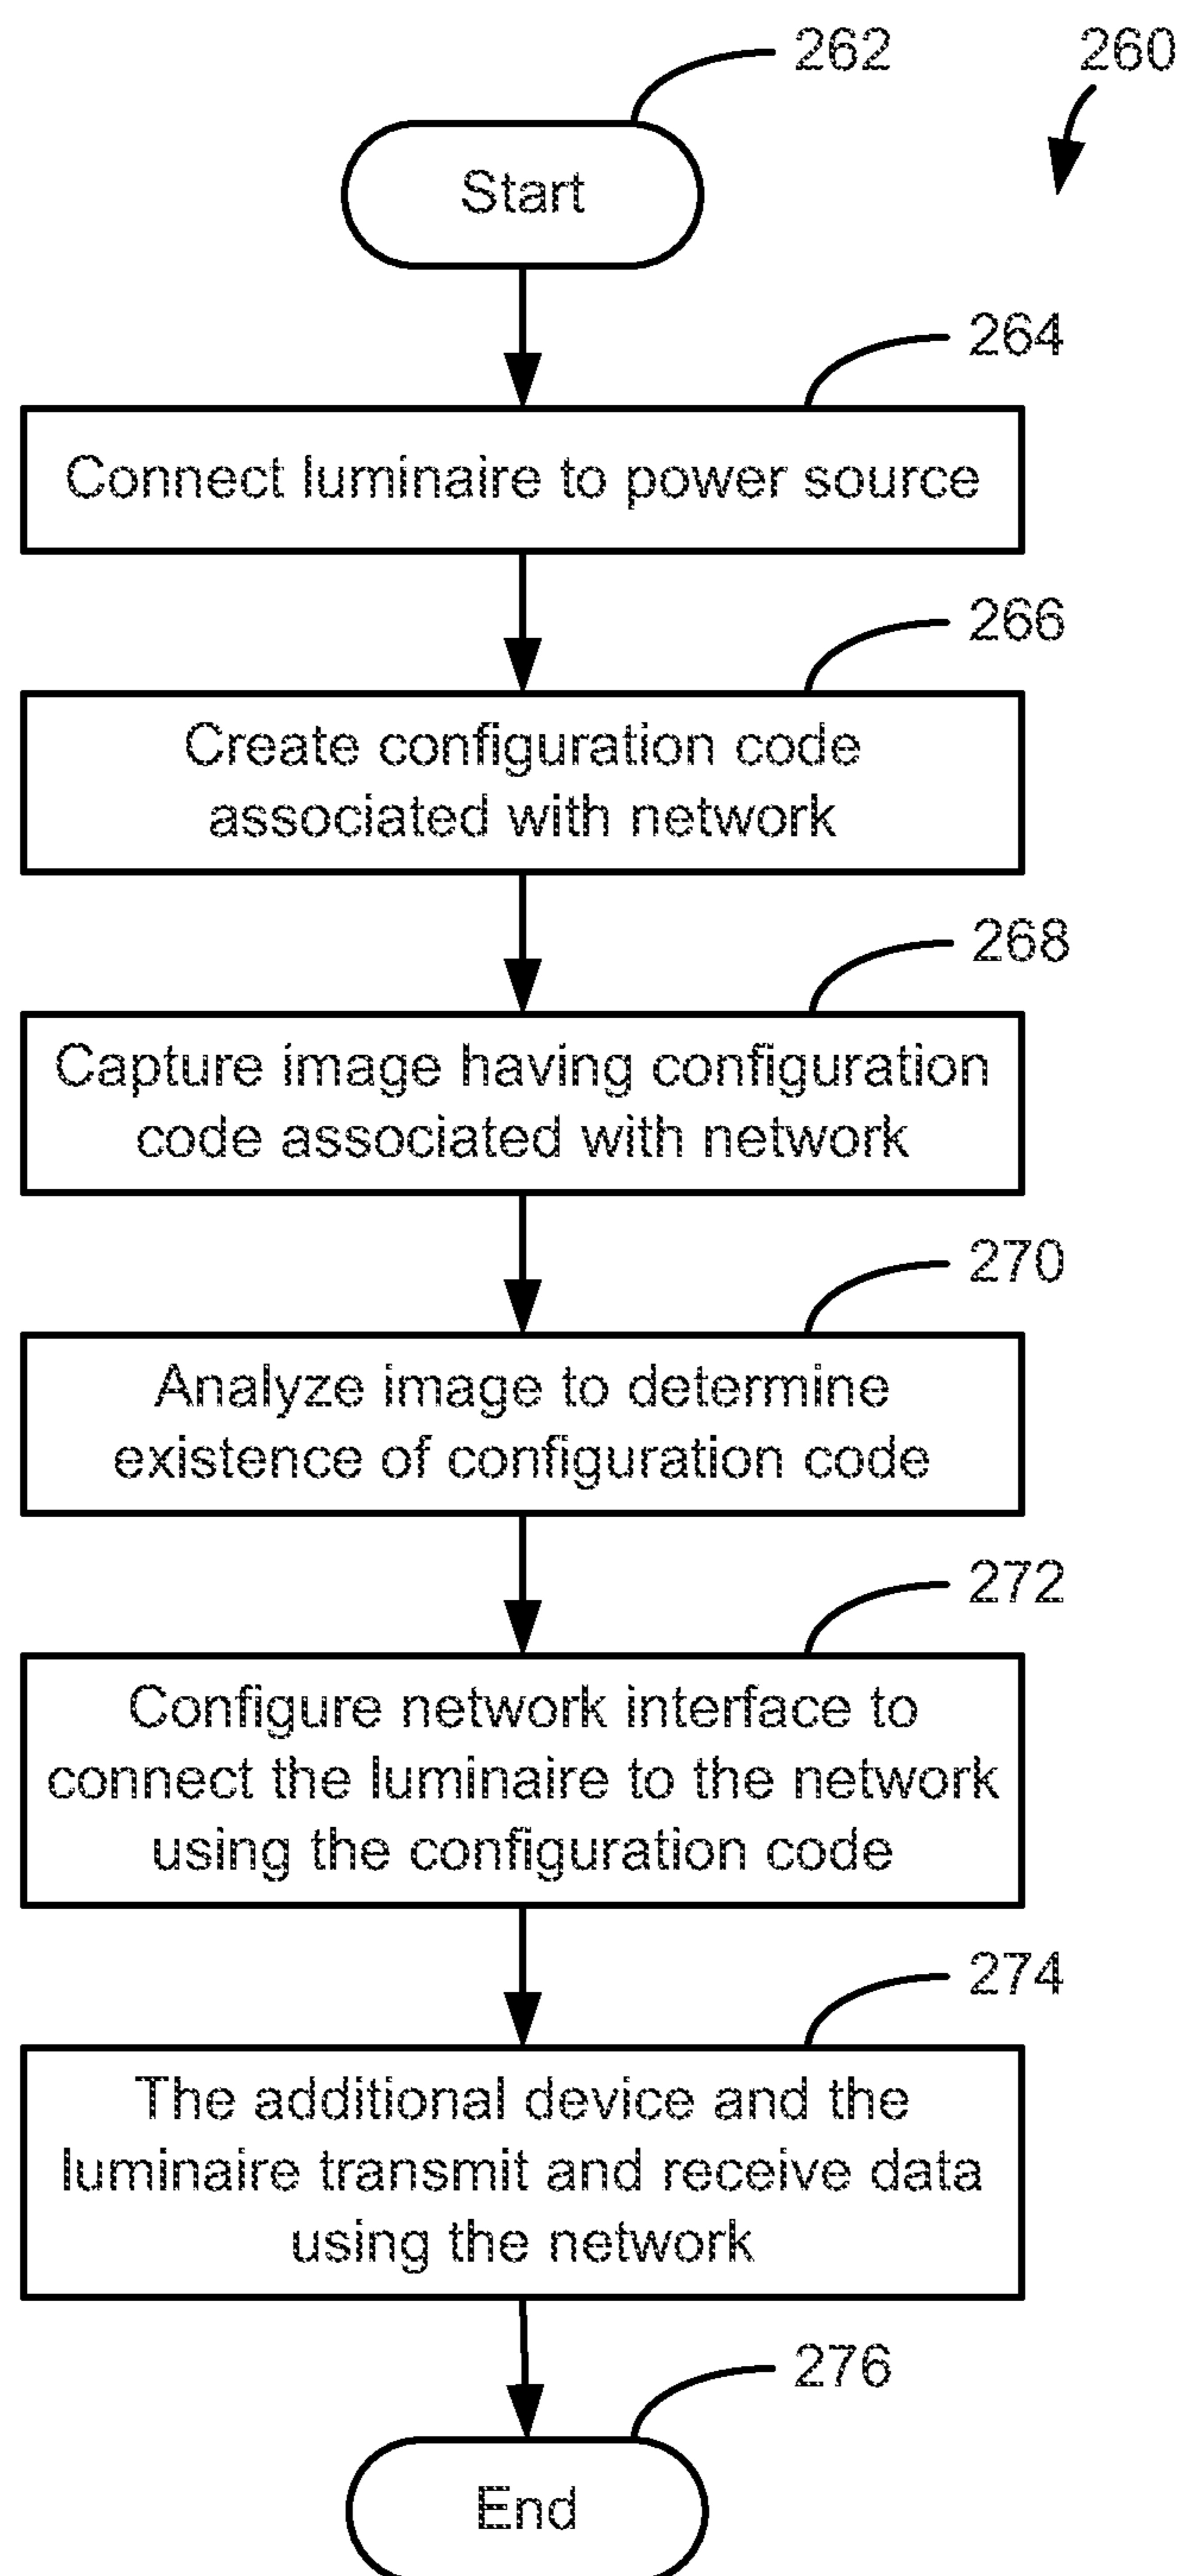 262
260
Start
264
Connect luminaire to power source
266
Create configuration code
associated with network
268
Capture image having configuration
code associated with network
270
Analyze image to determine
existence of configuration code
272
Configure network interface to
connect the luminaire to the network
using the configuration code
274
The additional device and the
luminaire transmit and receive data
using the network
276
End